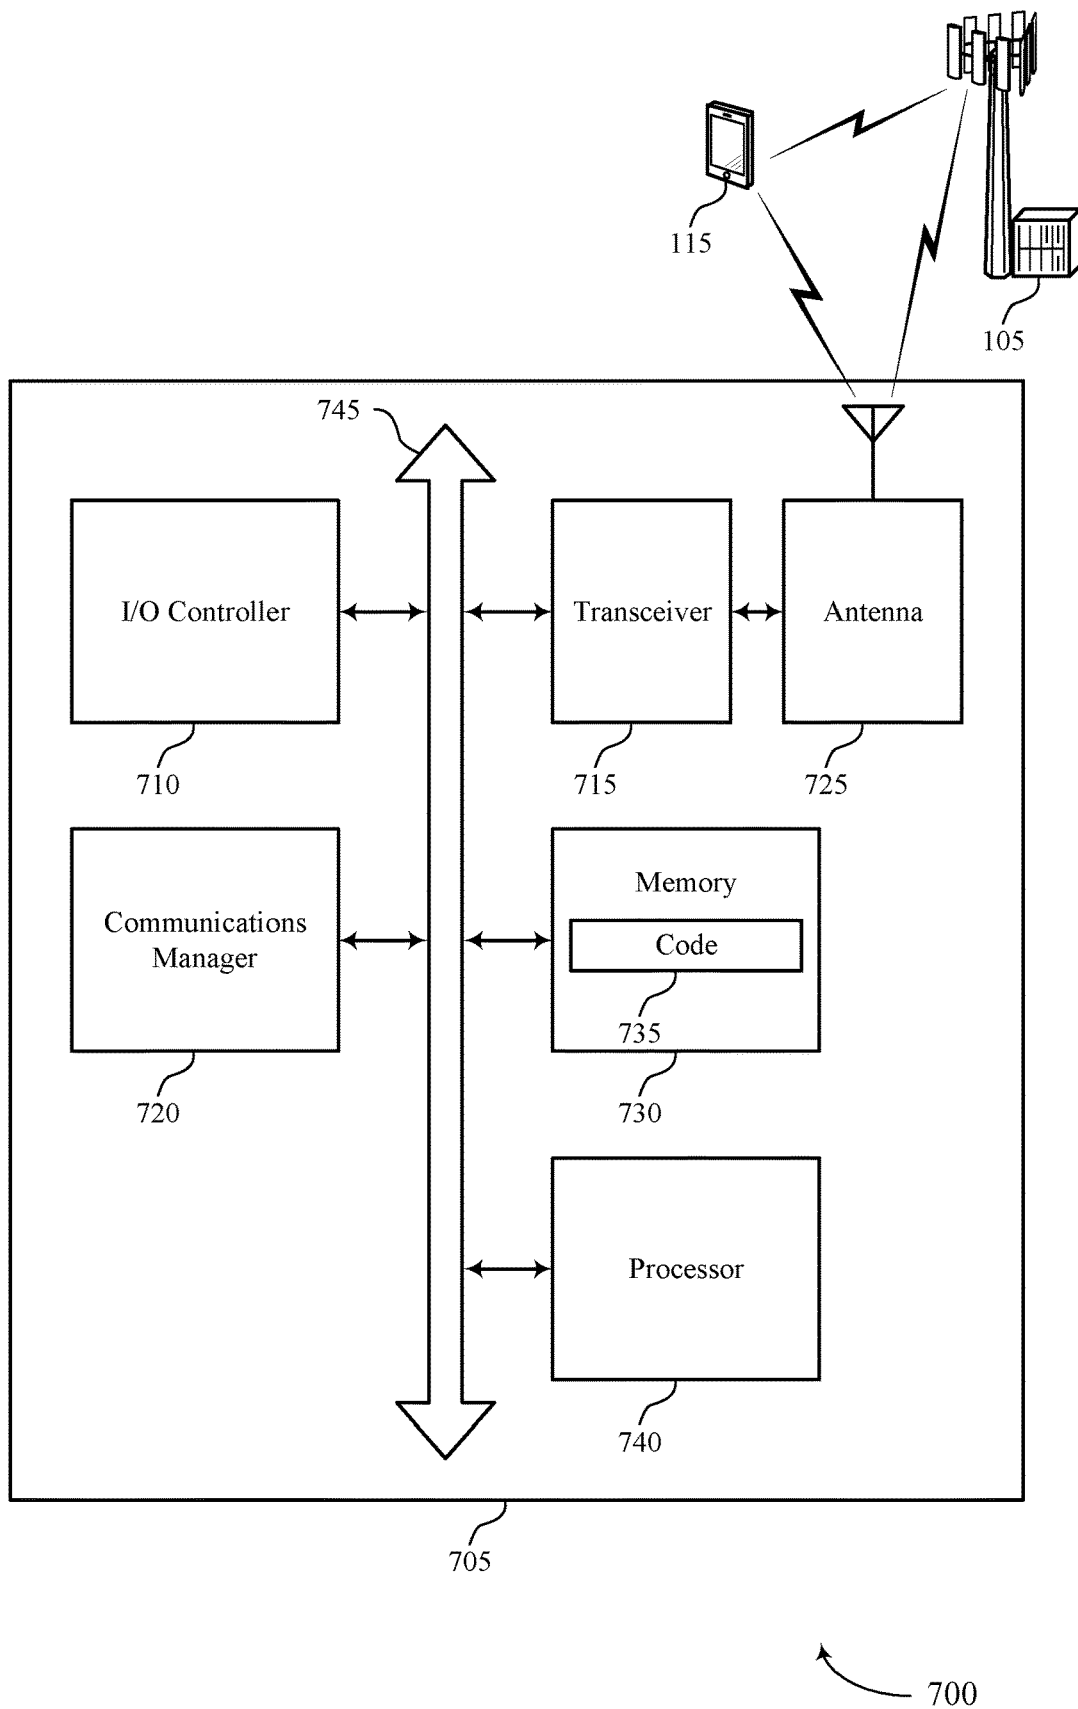 115
105
745
I/O Controller
Transceiver
Antenna
710
715
725
Communications
Manager
Memory
Code
735
720
730
Processor
740
705
700